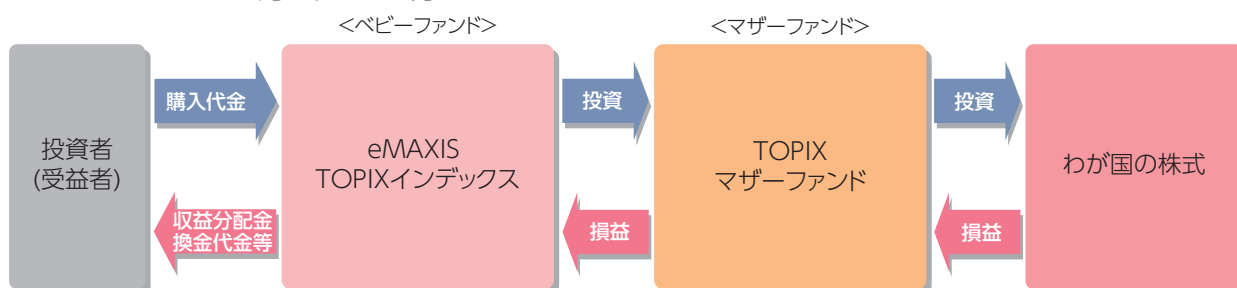 <ベビーファンド>
<マザーファンド>
購入代金
投資
投資
投資者
(受益者)
eMAXIS
TOPIXインデックス
TOPIX
マザーファンド
わが国の株式
収益分配金
換金代金等
損益
損益